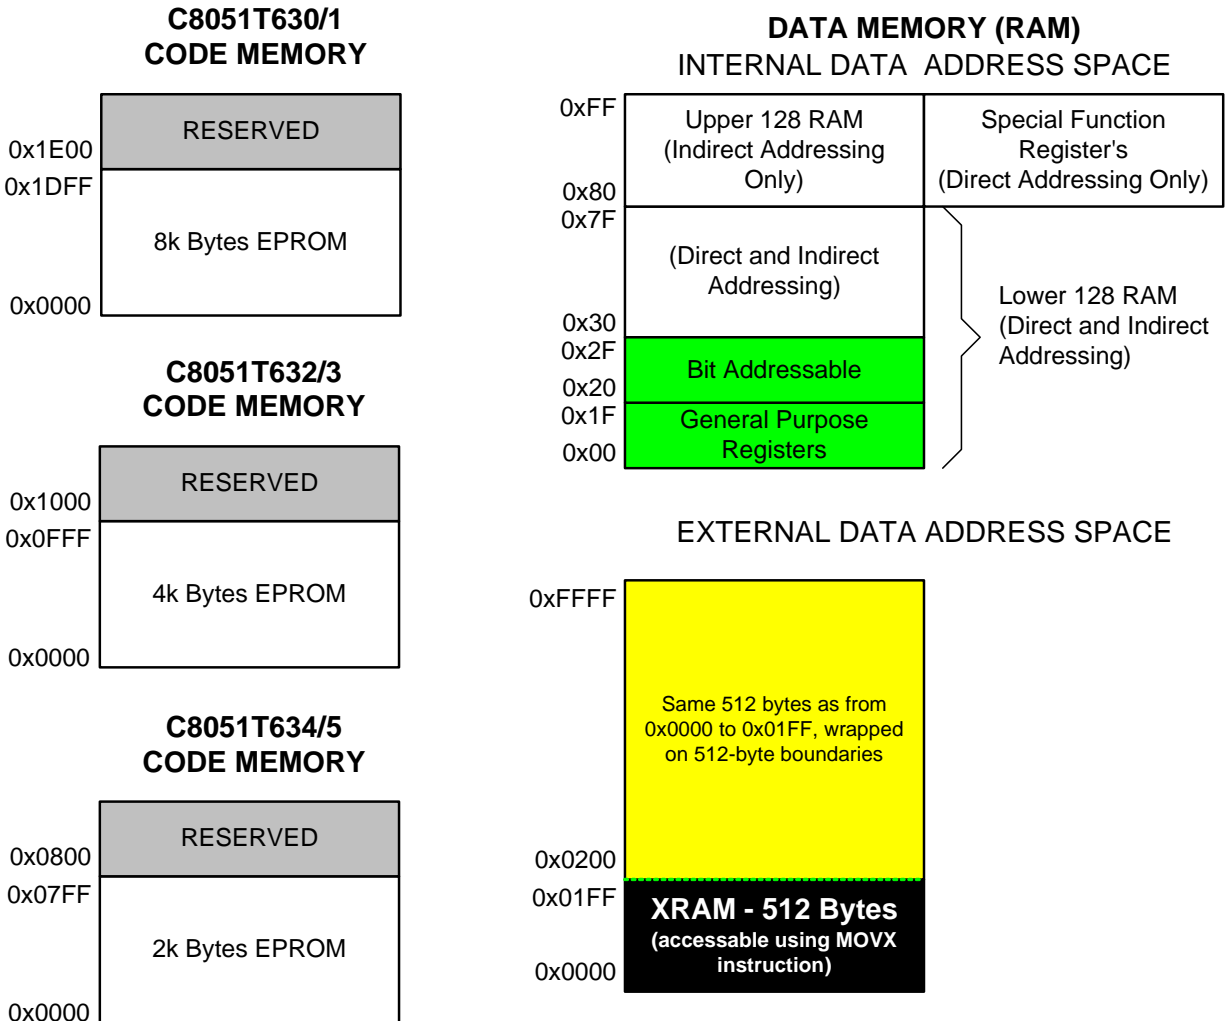 C8051T630/1
CODE MEMORY
RESERVED
0x1E00
0x1DFF
8k Bytes EPROM
0x0000
C8051T632/3
CODE MEMORY
RESERVED
0x1000
0x0FFF
4k Bytes EPROM
0x0000
C8051T634/5
CODE MEMORY
RESERVED
0x0800
0x07FF
2k Bytes EPROM
0x0000
DATA MEMORY (RAM)
INTERNAL DATA ADDRESS SPACE
0xFF
Upper 128 RAM
(Indirect Addressing
Only)
Special Function
Register's
(Direct Addressing Only)
0x80
0x7F
(Direct and Indirect
Addressing)
0x30
Lower 128 RAM
(Direct and Indirect
Addressing)
0x2F
Bit Addressable
0x20
0x1F
General Purpose
Registers
0x00
EXTERNAL DATA ADDRESS SPACE
0xFFFF
Same 512 bytes as from
0x0000 to 0x01FF, wrapped
on 512-byte boundaries
0x0200
0x01FF
XRAM - 512 Bytes
(accessable using MOVX
instruction)
0x0000